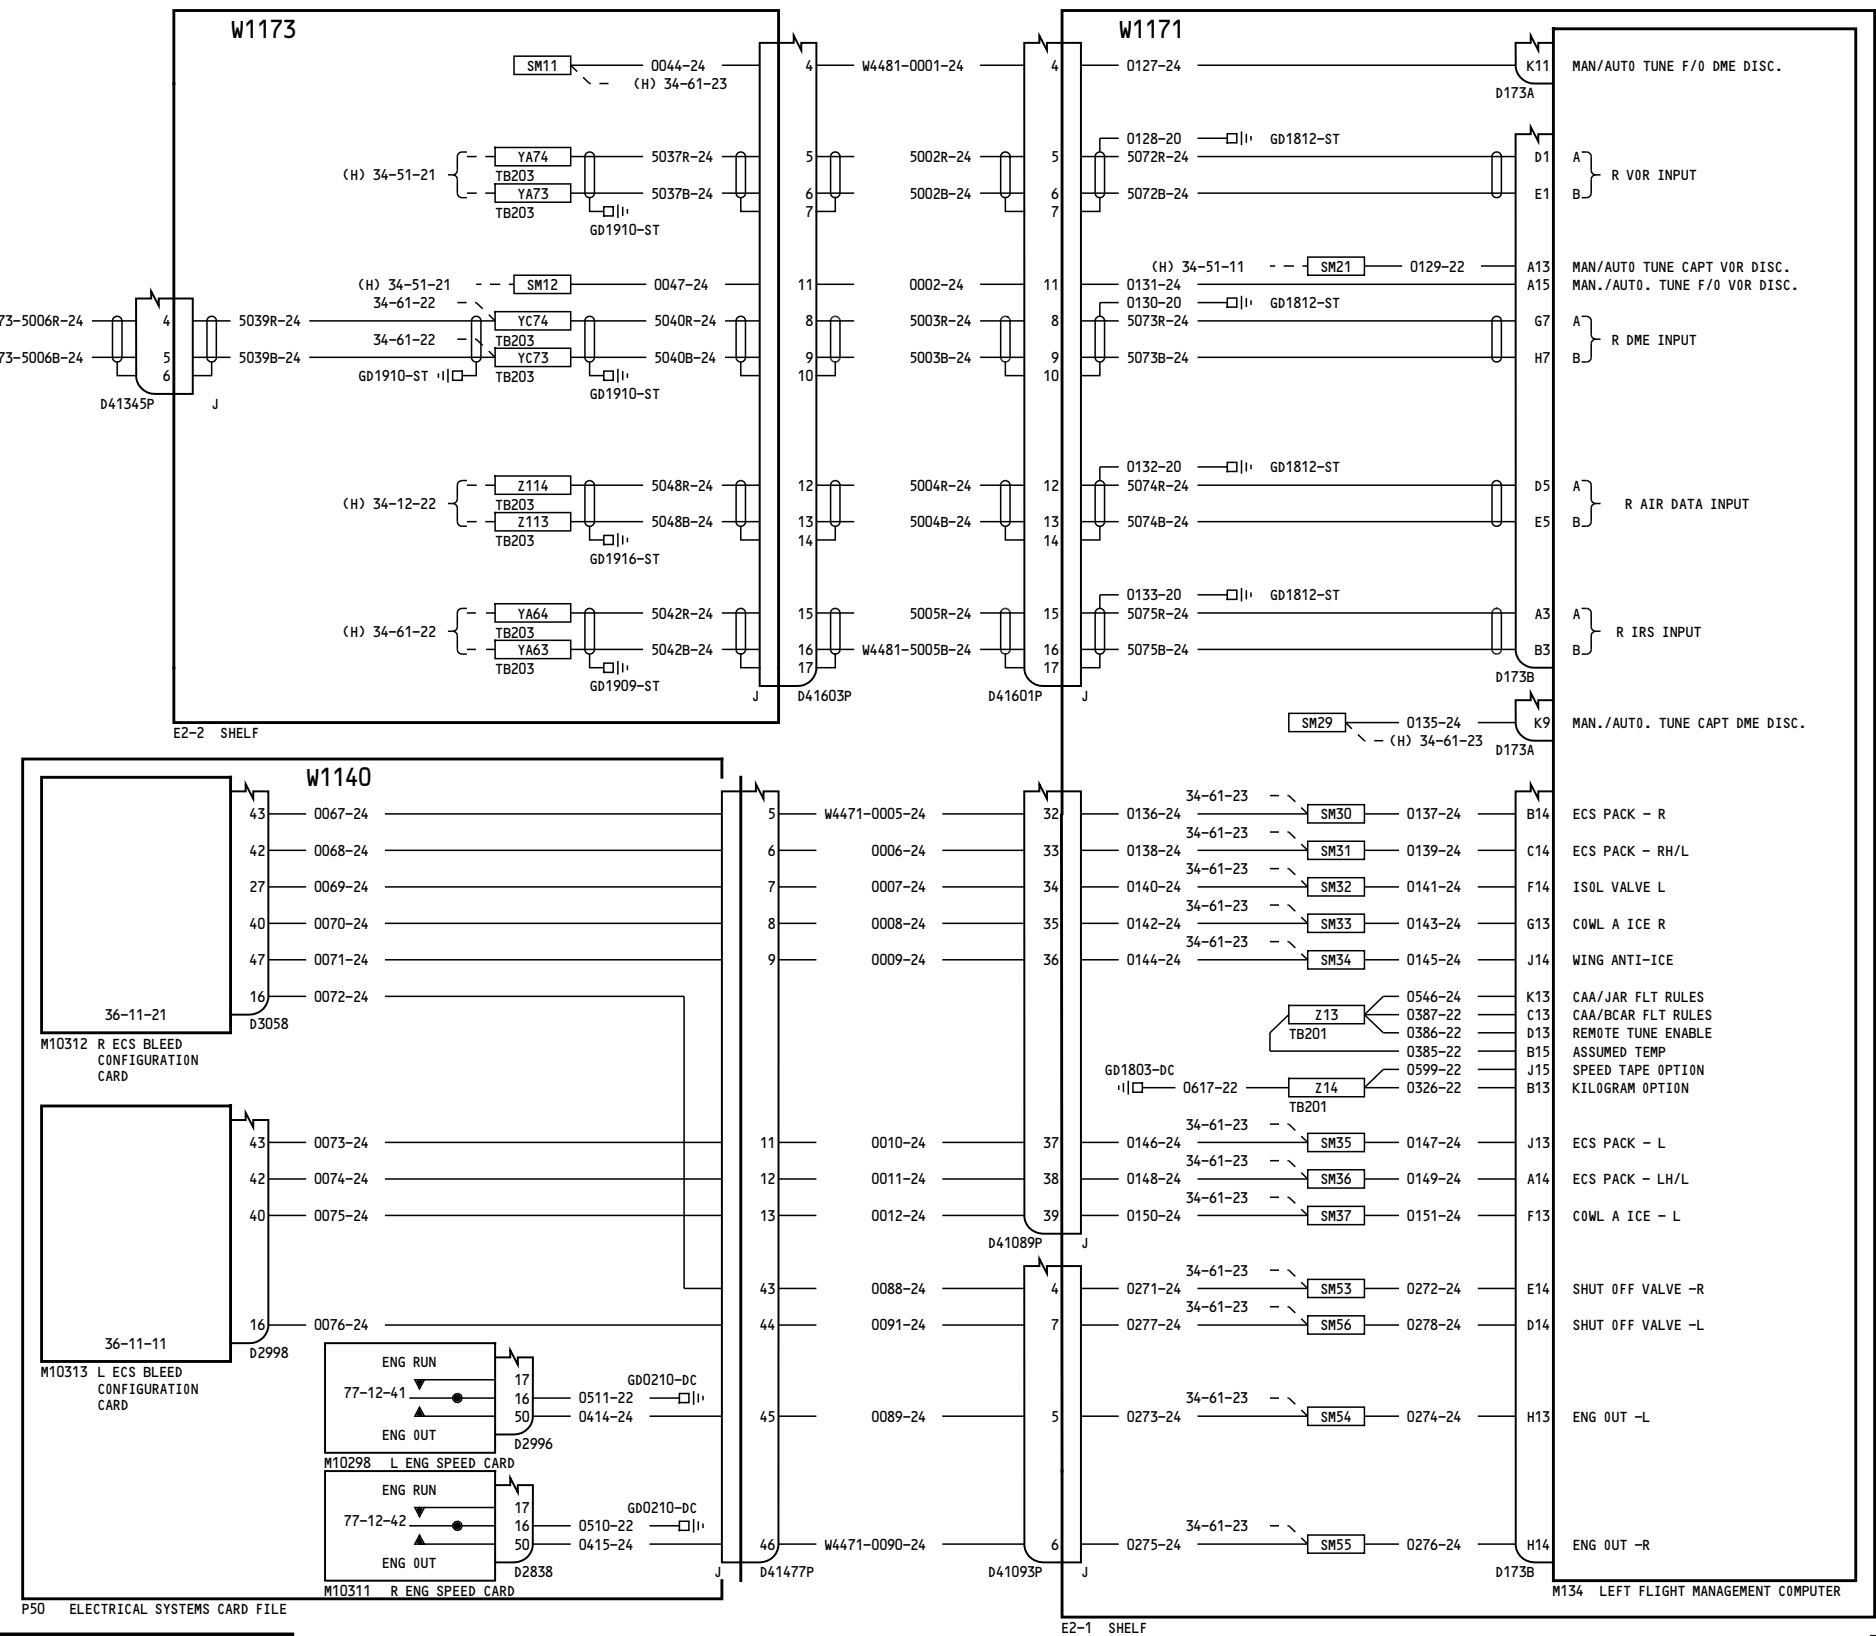 W1173 W1171
SM11 0044-24 4 W4481-0001-24 4 0127-24 K11 MAN/AUTO TUNE F/O DME DISC.
(H) 34-61-23
D173A
0128-20 GD1812-ST
YA74 5037R-24 5 5002R-24 5 5072R-24 D1 A
(H) 34-51-21 TB203 R VOR INPUT
YA73 5037B-24 6 5002B-24 6 5072B-24 E1 B
TB203 7 7
GD1910-ST
(H) 34-51-11 SM21 0129-22 A13 MAN/AUTO TUNE CAPT VOR DISC.
(H) 34-51-21 SM12 0047-24 11 0002-24 11 0131-24 A15 MAN./AUTO. TUNE F/O VOR DISC.
34-61-22 0130-20 GD1812-ST
73-5006R-24 4 5039R-24 YC74 5040R-24 8 5003R-24 8 5073R-24 G7 A
34-61-22 TB203 R DME INPUT
73-5006B-24 5 5039B-24 YC73 5040B-24 9 5003B-24 9 5073B-24 H7 B
6 GD1910-ST TB203 10 10
GD1910-ST
D41345P J
0132-20 GD1812-ST
Z114 5048R-24 12 5004R-24 12 5074R-24 D5 A
(H) 34-12-22 TB203 R AIR DATA INPUT
Z113 5048B-24 13 5004B-24 13 5074B-24 E5 B
TB203 14 14
GD1916-ST
0133-20 GD1812-ST
YA64 5042R-24 15 5005R-24 15 5075R-24 A3 A
(H) 34-61-22 TB203 R IRS INPUT
YA63 5042B-24 16 W4481-5005B-24 16 5075B-24 B3 B
TB203 17 17
GD1909-ST D173B
J D41603P D41601P J
SM29 0135-24 K9 MAN./AUTO. TUNE CAPT DME DISC.
E2-2 SHELF
(H) 34-61-23 D173A
W1140
34-61-23
43 0067-24 5 W4471-0005-24 32 0136-24 SM30 0137-24 B14 ECS PACK - R
34-61-23
42 0068-24 6 0006-24 33 0138-24 SM31 0139-24 C14 ECS PACK - RH/L
34-61-23
27 0069-24 7 0007-24 34 0140-24 SM32 0141-24 F14 ISOL VALVE L
34-61-23
40 0070-24 8 0008-24 35 0142-24 SM33 0143-24 G13 COWL A ICE R
34-61-23
47 0071-24 9 0009-24 36 0144-24 SM34 0145-24 J14 WING ANTI-ICE
16 0072-24 0546-24 K13 CAA/JAR FLT RULES
36-11-21 Z13 0387-22 C13 CAA/BCAR FLT RULES
D3058
TB201 0386-22 D13 REMOTE TUNE ENABLE
M10312 R ECS BLEED
0385-22 B15 ASSUMED TEMP
CONFIGURATION
GD1803-DC 0599-22 J15 SPEED TAPE OPTION
CARD
0617-22 Z14 0326-22 B13 KILOGRAM OPTION
TB201
34-61-23
43 0073-24 11 0010-24 37 0146-24 SM35 0147-24 J13 ECS PACK - L
34-61-23
42 0074-24 12 0011-24 38 0148-24 SM36 0149-24 A14 ECS PACK - LH/L
34-61-23
40 0075-24 13 0012-24 39 0150-24 SM37 0151-24 F13 COWL A ICE - L
D41089P J
34-61-23
43 0088-24 4 0271-24 SM53 0272-24 E14 SHUT OFF VALVE -R
34-61-23
16 0076-24 44 0091-24 7 0277-24 SM56 0278-24 D14 SHUT OFF VALVE -L
36-11-11 D2998
M10313 L ECS BLEED
CONFIGURATION
CARD
ENG RUN
17 GD0210-DC
77-12-41 16 0511-22 34-61-23
50 0414-24 45 0089-24 5 0273-24 SM54 0274-24 H13 ENG OUT -L
ENG OUT
D2996
M10298 L ENG SPEED CARD
ENG RUN
17 GD0210-DC
77-12-42 16 0510-22 34-61-23
50 0415-24 46 W4471-0090-24 6 0275-24 SM55 0276-24 H14 ENG OUT -R
ENG OUT
D2838 J D41477P D41093P J D173B
M10311 R ENG SPEED CARD M134 LEFT FLIGHT MANAGEMENT COMPUTER
P50 ELECTRICAL SYSTEMS CARD FILE
E2-1 SHELF